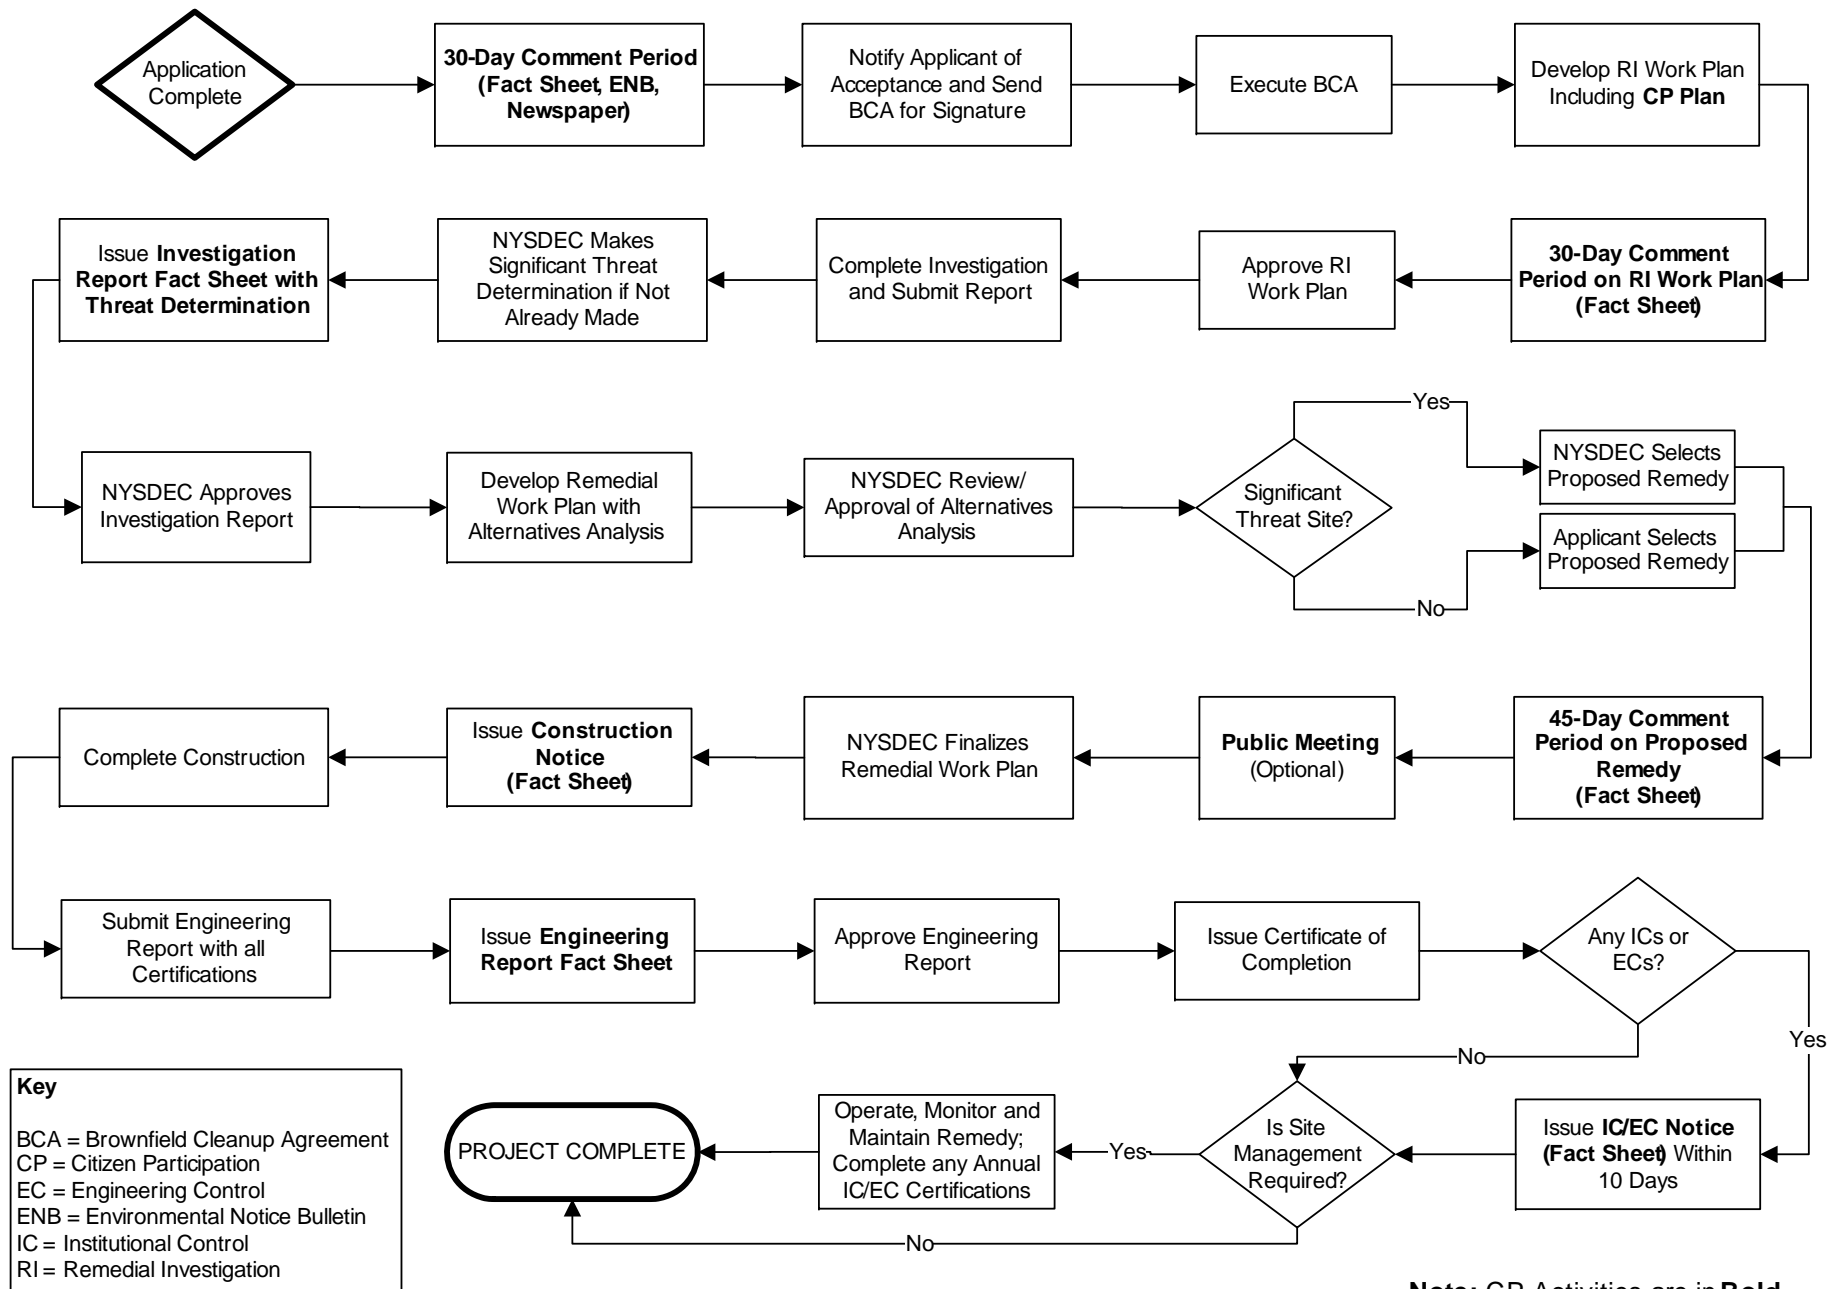 Application
Complete
30-Day Comment Period
(Fact Sheet, ENB,
Newspaper)
Notify Applicant of
Acceptance and Send
BCA for Signature
Execute BCA
Develop RI Work Plan
Including CP Plan
Issue Investigation
Report Fact Sheet with
Threat Determination
NYSDEC Makes
Significant Threat
Determination if Not
Already Made
Complete Investigation
and Submit Report
Approve RI
Work Plan
30-Day Comment
Period on RI Work Plan
(Fact Sheet)
Yes
NYSDEC Approves
Investigation Report
Develop Remedial
Work Plan with
Alternatives Analysis
NYSDEC Review/
Approval of Alternatives
Analysis
Significant
Threat Site?
NYSDEC Selects
Proposed Remedy
Applicant Selects
Proposed Remedy
No
Complete Construction
Issue Construction
Notice
(Fact Sheet)
NYSDEC Finalizes
Remedial Work Plan
Public Meeting
(Optional)
45-Day Comment
Period on Proposed
Remedy
(Fact Sheet)
Submit Engineering
Report with all
Certifications
Issue Engineering
Report Fact Sheet
Approve Engineering
Report
Issue Certificate of
Completion
Any ICs or
ECs?
Yes
No
Key
BCA = Brownfield Cleanup Agreement
CP = Citizen Participation
EC = Engineering Control
ENB = Environmental Notice Bulletin
IC = Institutional Control
RI = Remedial Investigation
PROJECT COMPLETE
Operate, Monitor and
Maintain Remedy;
Complete any Annual
IC/EC Certifications
Yes
Is Site
Management
Required?
Issue IC/EC Notice
(Fact Sheet) Within
10 Days
No
Note: CP Activities are in Bold